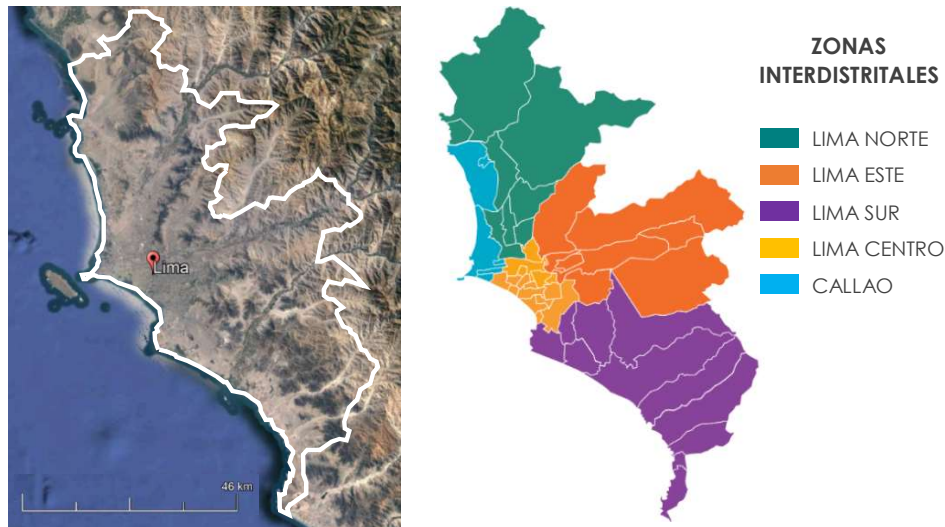 Lima
46 km
ZONAS
INTERDISTRITALES
LIMA NORTE
LIMA ESTE
LIMA SUR
LIMA CENTRO
CALLAO